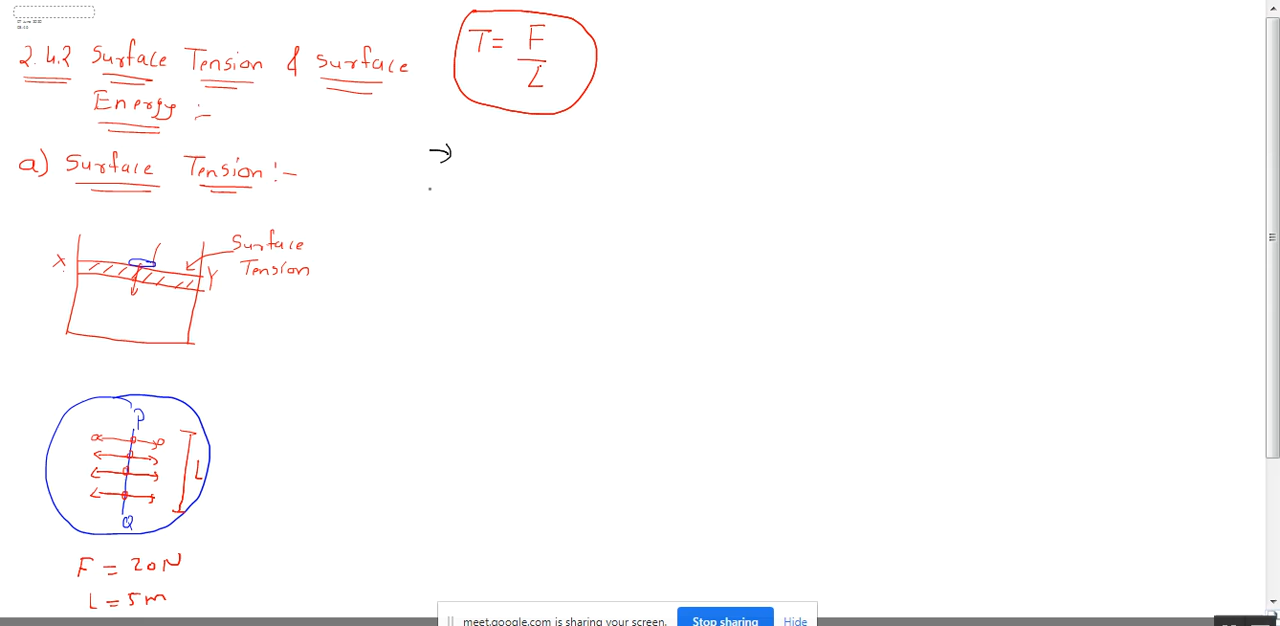 2.4.2 Surface Tension & Surface
Energy :-
a) Surface Tension :-
X
Y
Surface
Tension
P
L
Q
F = 20N
L = 5m
T = F
L
→
meet.google.com is sharing your screen.
Stop sharing
Hide